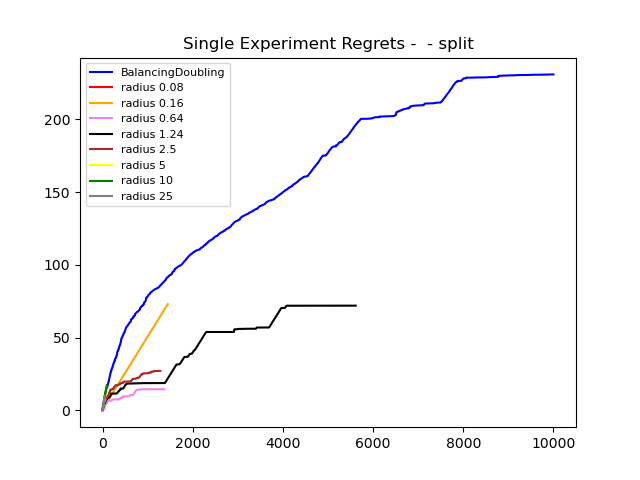 Single Experiment Regrets -  - split
BalancingDoubling
radius 0.08
radius 0.16
radius 0.64
radius 1.24
radius 2.5
radius 5
radius 10
radius 25
200
150
100
50
0
0 2000 4000 6000 8000 10000